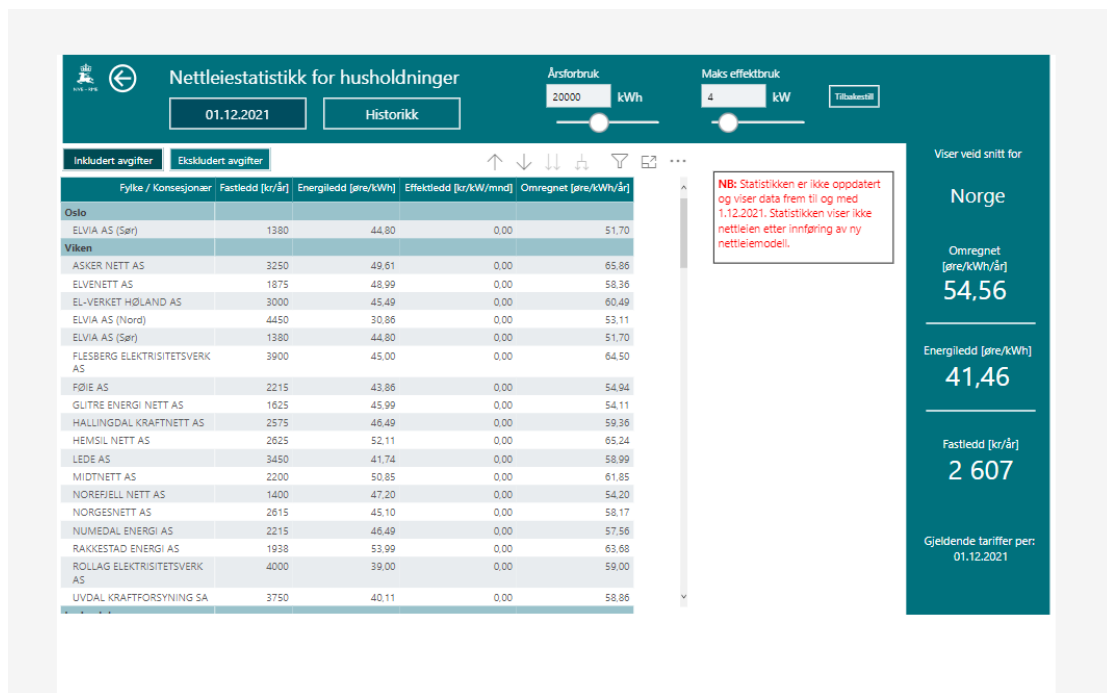 NVE - RME
Nettleiestatistikk for husholdninger
Årsforbruk
Maks effektbruk
20000 kWh
4 kW
Tilbakestill
01.12.2021
Historikk
Inkludert avgifter
Ekskludert avgifter
Fylke / Konsesjonær Fastledd [kr/år] Energiledd [øre/kWh] Effektledd [kr/kW/mnd] Omregnet [øre/kWh/år]
Oslo
ELVIA AS (Sør) 1380 44,80 0,00 51,70
Viken
ASKER NETT AS 3250 49,61 0,00 65,86
ELVENETT AS 1875 48,99 0,00 58,36
EL-VERKET HØLAND AS 3000 45,49 0,00 60,49
ELVIA AS (Nord) 4450 30,86 0,00 53,11
ELVIA AS (Sør) 1380 44,80 0,00 51,70
FLESBERG ELEKTRISITETSVERK 3900 45,00 0,00 64,50
AS
FØIE AS 2215 43,86 0,00 54,94
GLITRE ENERGI NETT AS 1625 45,99 0,00 54,11
HALLINGDAL KRAFTNETT AS 2575 46,49 0,00 59,36
HEMSIL NETT AS 2625 52,11 0,00 65,24
LEDE AS 3450 41,74 0,00 58,99
MIDTNETT AS 2200 50,85 0,00 61,85
NOREFJELL NETT AS 1400 47,20 0,00 54,20
NORGESNETT AS 2615 45,10 0,00 58,17
NUMEDAL ENERGI AS 2215 46,49 0,00 57,56
RAKKESTAD ENERGI AS 1938 53,99 0,00 63,68
ROLLAG ELEKTRISITETSVERK 4000 39,00 0,00 59,00
AS
UVDAL KRAFTFORSYNING SA 3750 40,11 0,00 58,86
NB: Statistikken er ikke oppdatert
og viser data frem til og med
1.12.2021. Statistikken viser ikke
nettleien etter innføring av ny
nettleiemodell.
Viser veid snitt for
Norge
Omregnet
[øre/kWh/år]
54,56
Energiledd [øre/kWh]
41,46
Fastledd [kr/år]
2 607
Gjeldende tariffer per:
01.12.2021